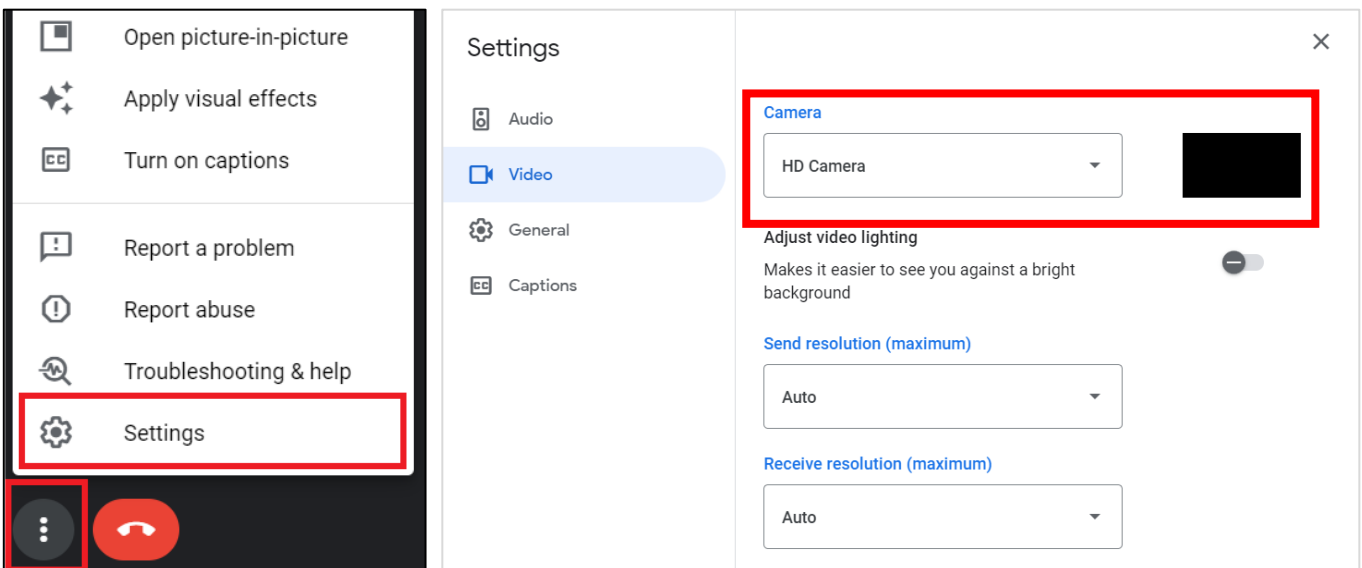 Open picture-in-picture
Apply visual effects
CC
Turn on captions
Report a problem
Report abuse
Troubleshooting & help
Settings
Settings
Audio
Video
General
CC
Captions
Camera
HD Camera
Adjust video lighting
Makes it easier to see you against a bright
background
Send resolution (maximum)
Auto
Receive resolution (maximum)
Auto